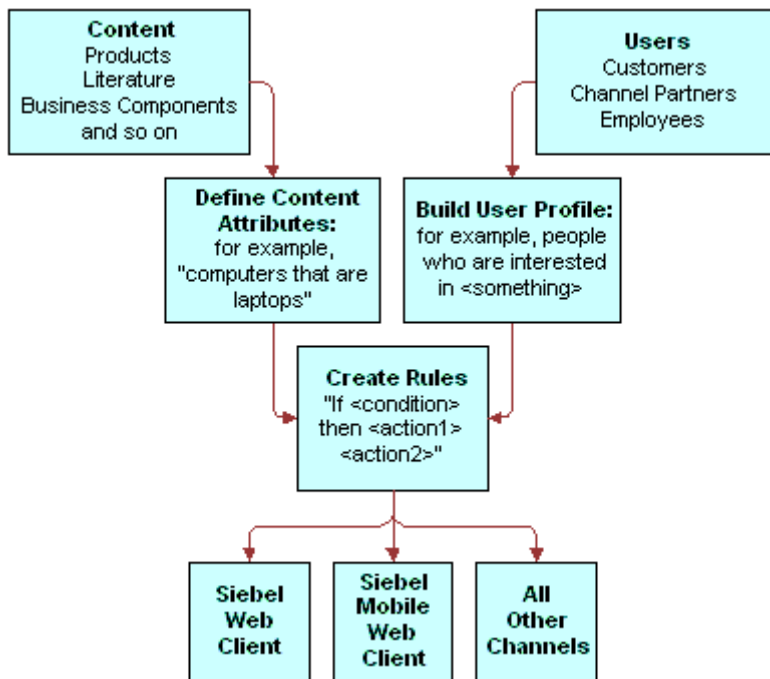 Content
Products
Literature
Business Components
and so on
Users
Customers
Channel Partners
Employees
Define Content
Attributes:
for example,
"computers that are
laptops"
Build User Profile:
for example, people
who are interested
in <something>
Create Rules
"If <condition>
then <action1>
<action2>"
Siebel
Web
Client
Siebel
Mobile
Web
Client
All
Other
Channels